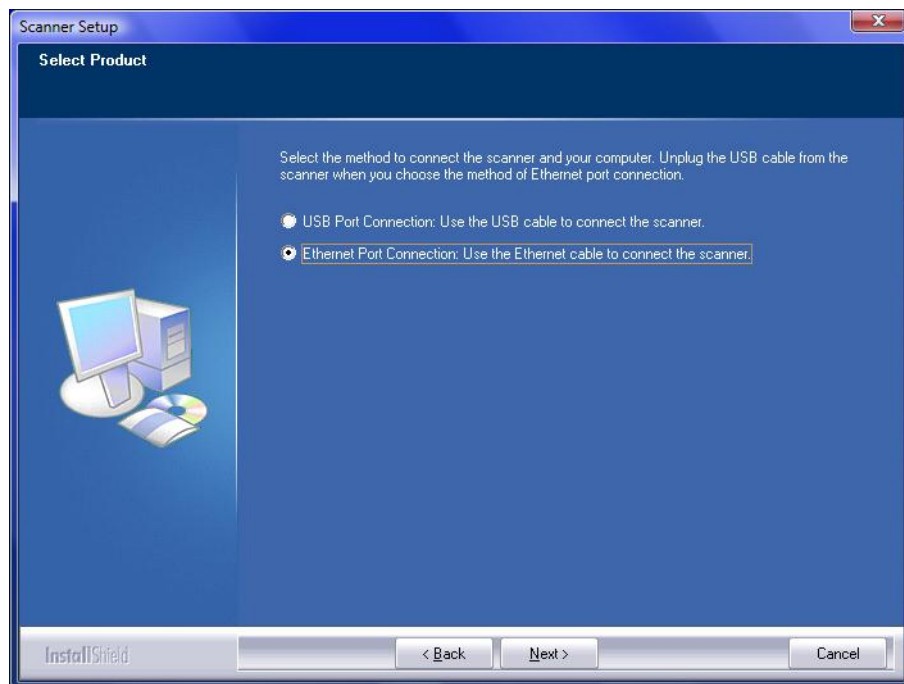 Scanner Setup
Select Product
Select the method to connect the scanner and your computer. Unplug the USB cable from the
scanner when you choose the method of Ethernet port connection.
USB Port Connection: Use the USB cable to connect the scanner.
Ethernet Port Connection: Use the Ethernet cable to connect the scanner.
InstallShield
< Back
Next >
Cancel